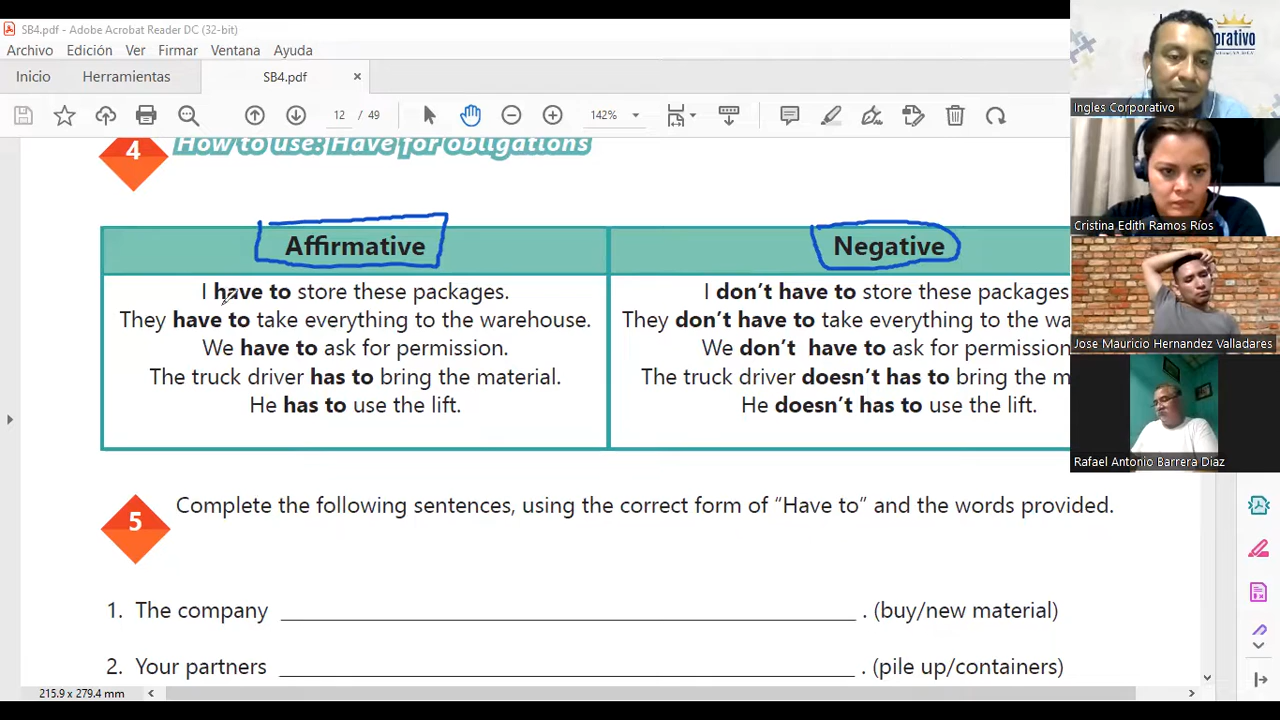 SB4.pdf - Adobe Acrobat Reader DC (32-bit)
Archivo Edición Ver Firmar Ventana Ayuda
Inicio Herramientas SB4.pdf ×
12 / 49 142%
4 How to use: Have for obligations
Affirmative
I have to store these packages.
They have to take everything to the warehouse.
We have to ask for permission.
The truck driver has to bring the material.
He has to use the lift.
Negative
I don't have to store these packages
They don't have to take everything to the
We don't have to ask for permission
The truck driver doesn't has to bring the
He doesn't has to use the lift.
5 Complete the following sentences, using the correct form of “Have to” and the words provided.
1. The company ______________________________ . (buy/new material)
2. Your partners ______________________________ . (pile up/containers)
215.9 x 279.4 mm
Ingles Corporativo
Cristina Edith Ramos Ríos
Jose Mauricio Hernandez Valladares
Rafael Antonio Barrera Diaz